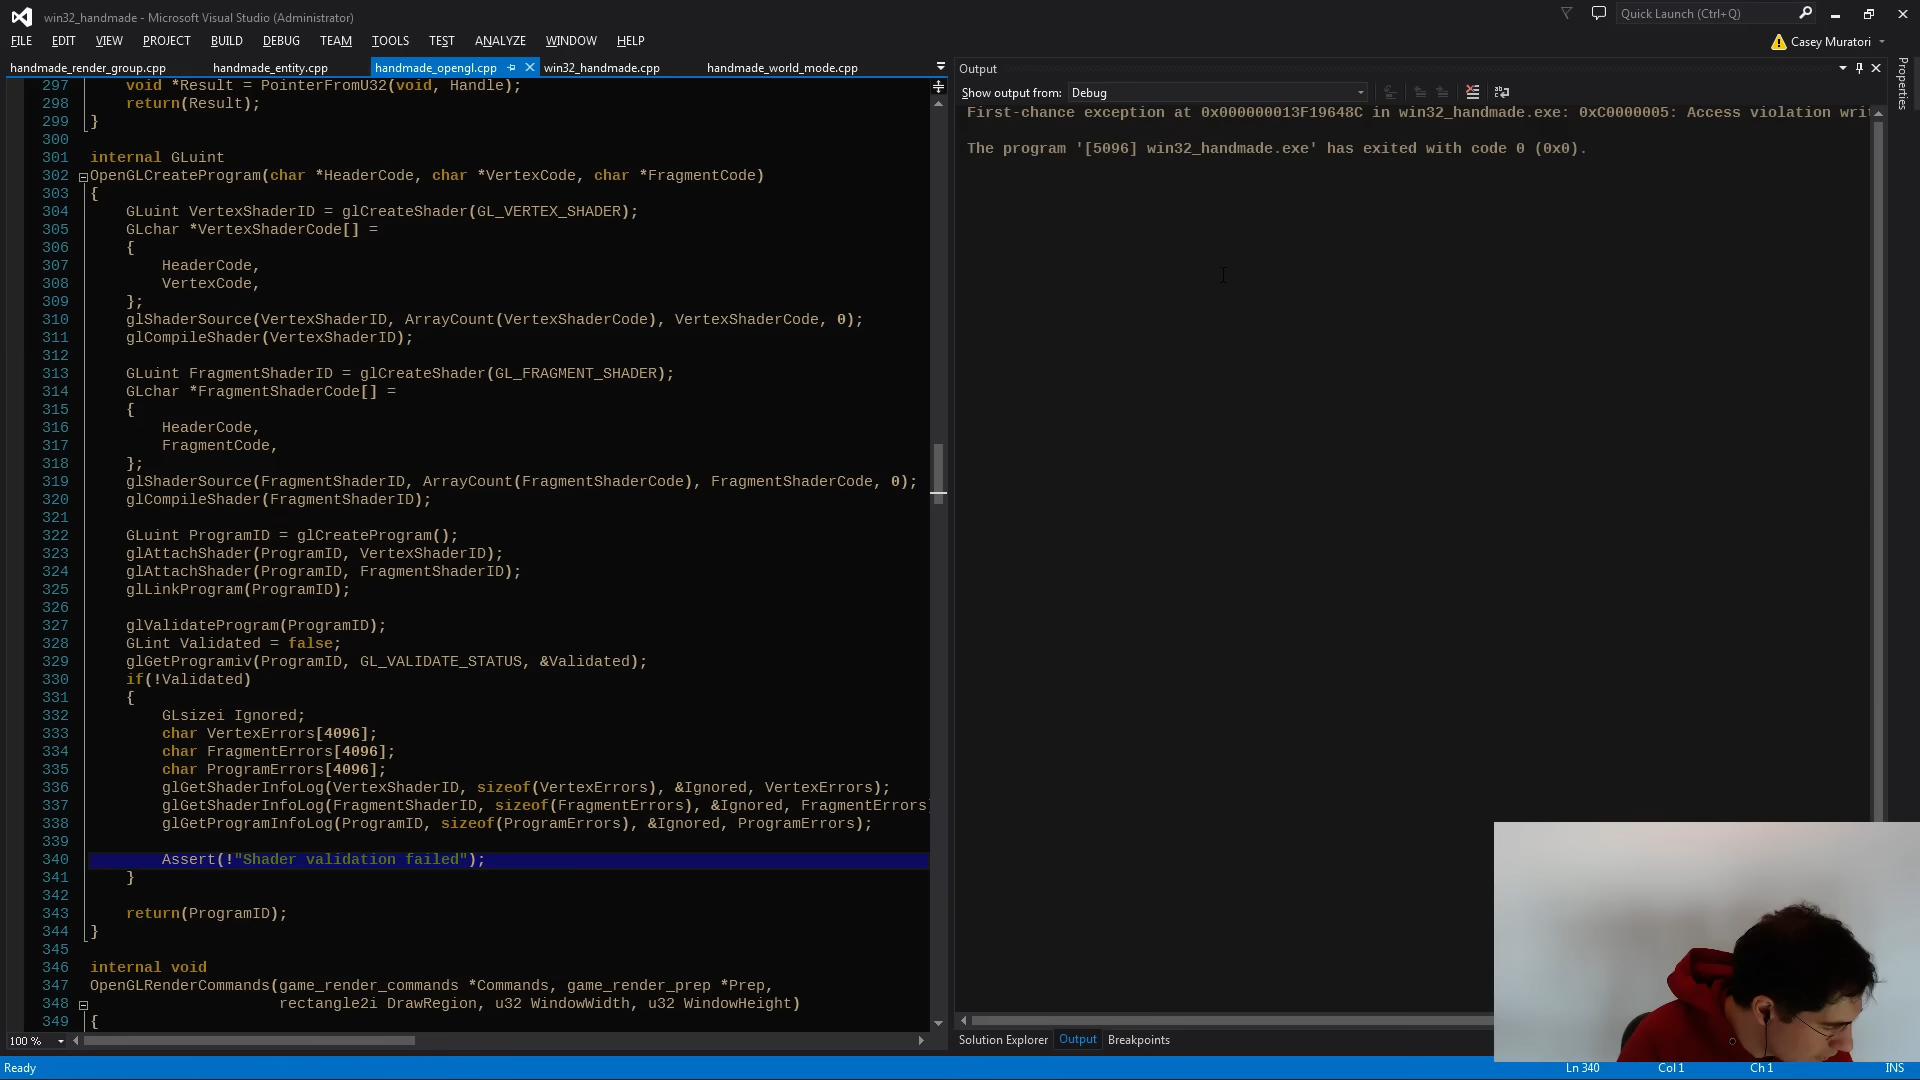 win32_handmade - Microsoft Visual Studio (Administrator)
Quick Launch (Ctrl+Q)
FILE EDIT VIEW PROJECT BUILD DEBUG TEAM TOOLS TEST ANALYZE WINDOW HELP
Casey Muratori
handmade_render_group.cpp handmade_entity.cpp handmade_opengl.cpp win32_handmade.cpp handmade_world_mode.cpp
297 void *Result = PointerFromU32(void, Handle);
298 return(Result);
299 }
300
301 internal GLuint
302 OpenGLCreateProgram(char *HeaderCode, char *VertexCode, char *FragmentCode)
303 {
304 GLuint VertexShaderID = glCreateShader(GL_VERTEX_SHADER);
305 GLchar *VertexShaderCode[] =
306 {
307 HeaderCode,
308 VertexCode,
309 };
310 glShaderSource(VertexShaderID, ArrayCount(VertexShaderCode), VertexShaderCode, 0);
311 glCompileShader(VertexShaderID);
312
313 GLuint FragmentShaderID = glCreateShader(GL_FRAGMENT_SHADER);
314 GLchar *FragmentShaderCode[] =
315 {
316 HeaderCode,
317 FragmentCode,
318 };
319 glShaderSource(FragmentShaderID, ArrayCount(FragmentShaderCode), FragmentShaderCode, 0);
320 glCompileShader(FragmentShaderID);
321
322 GLuint ProgramID = glCreateProgram();
323 glAttachShader(ProgramID, VertexShaderID);
324 glAttachShader(ProgramID, FragmentShaderID);
325 glLinkProgram(ProgramID);
326
327 glValidateProgram(ProgramID);
328 GLint Validated = false;
329 glGetProgramiv(ProgramID, GL_VALIDATE_STATUS, &Validated);
330 if(!Validated)
331 {
332 GLsizei Ignored;
333 char VertexErrors[4096];
334 char FragmentErrors[4096];
335 char ProgramErrors[4096];
336 glGetShaderInfoLog(VertexShaderID, sizeof(VertexErrors), &Ignored, VertexErrors);
337 glGetShaderInfoLog(FragmentShaderID, sizeof(FragmentErrors), &Ignored, FragmentErrors)
338 glGetProgramInfoLog(ProgramID, sizeof(ProgramErrors), &Ignored, ProgramErrors);
339
340 Assert(!"Shader validation failed");
341 }
342
343 return(ProgramID);
344 }
345
346 internal void
347 OpenGLRenderCommands(game_render_commands *Commands, game_render_prep *Prep,
348 rectangle2i DrawRegion, u32 WindowWidth, u32 WindowHeight)
349 {
100 %
Output
Show output from: Debug
First-chance exception at 0x000000013F19648C in win32_handmade.exe: 0xC0000005: Access violation wri
The program '[5096] win32_handmade.exe' has exited with code 0 (0x0).
Solution Explorer Output Breakpoints
Properties
Ready
Ln 340 Col 1 Ch 1 INS